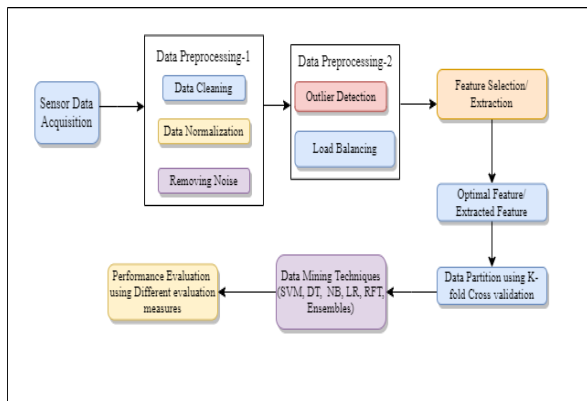 Sensor Data
Acquisition
Data Preprocessing-1
Data Cleaning
Data Normalization
Removing Noise
Data Preprocessing-2
Outlier Detection
Load Balancing
Feature Selection/
Extraction
Optimal Feature/
Extracted Feature
Data Partition using K-
fold Cross validation
Data Mining Techniques
(SVM, DT, NB, LR, RFT,
Ensembles)
Performance Evaluation
using Different evaluation
measures